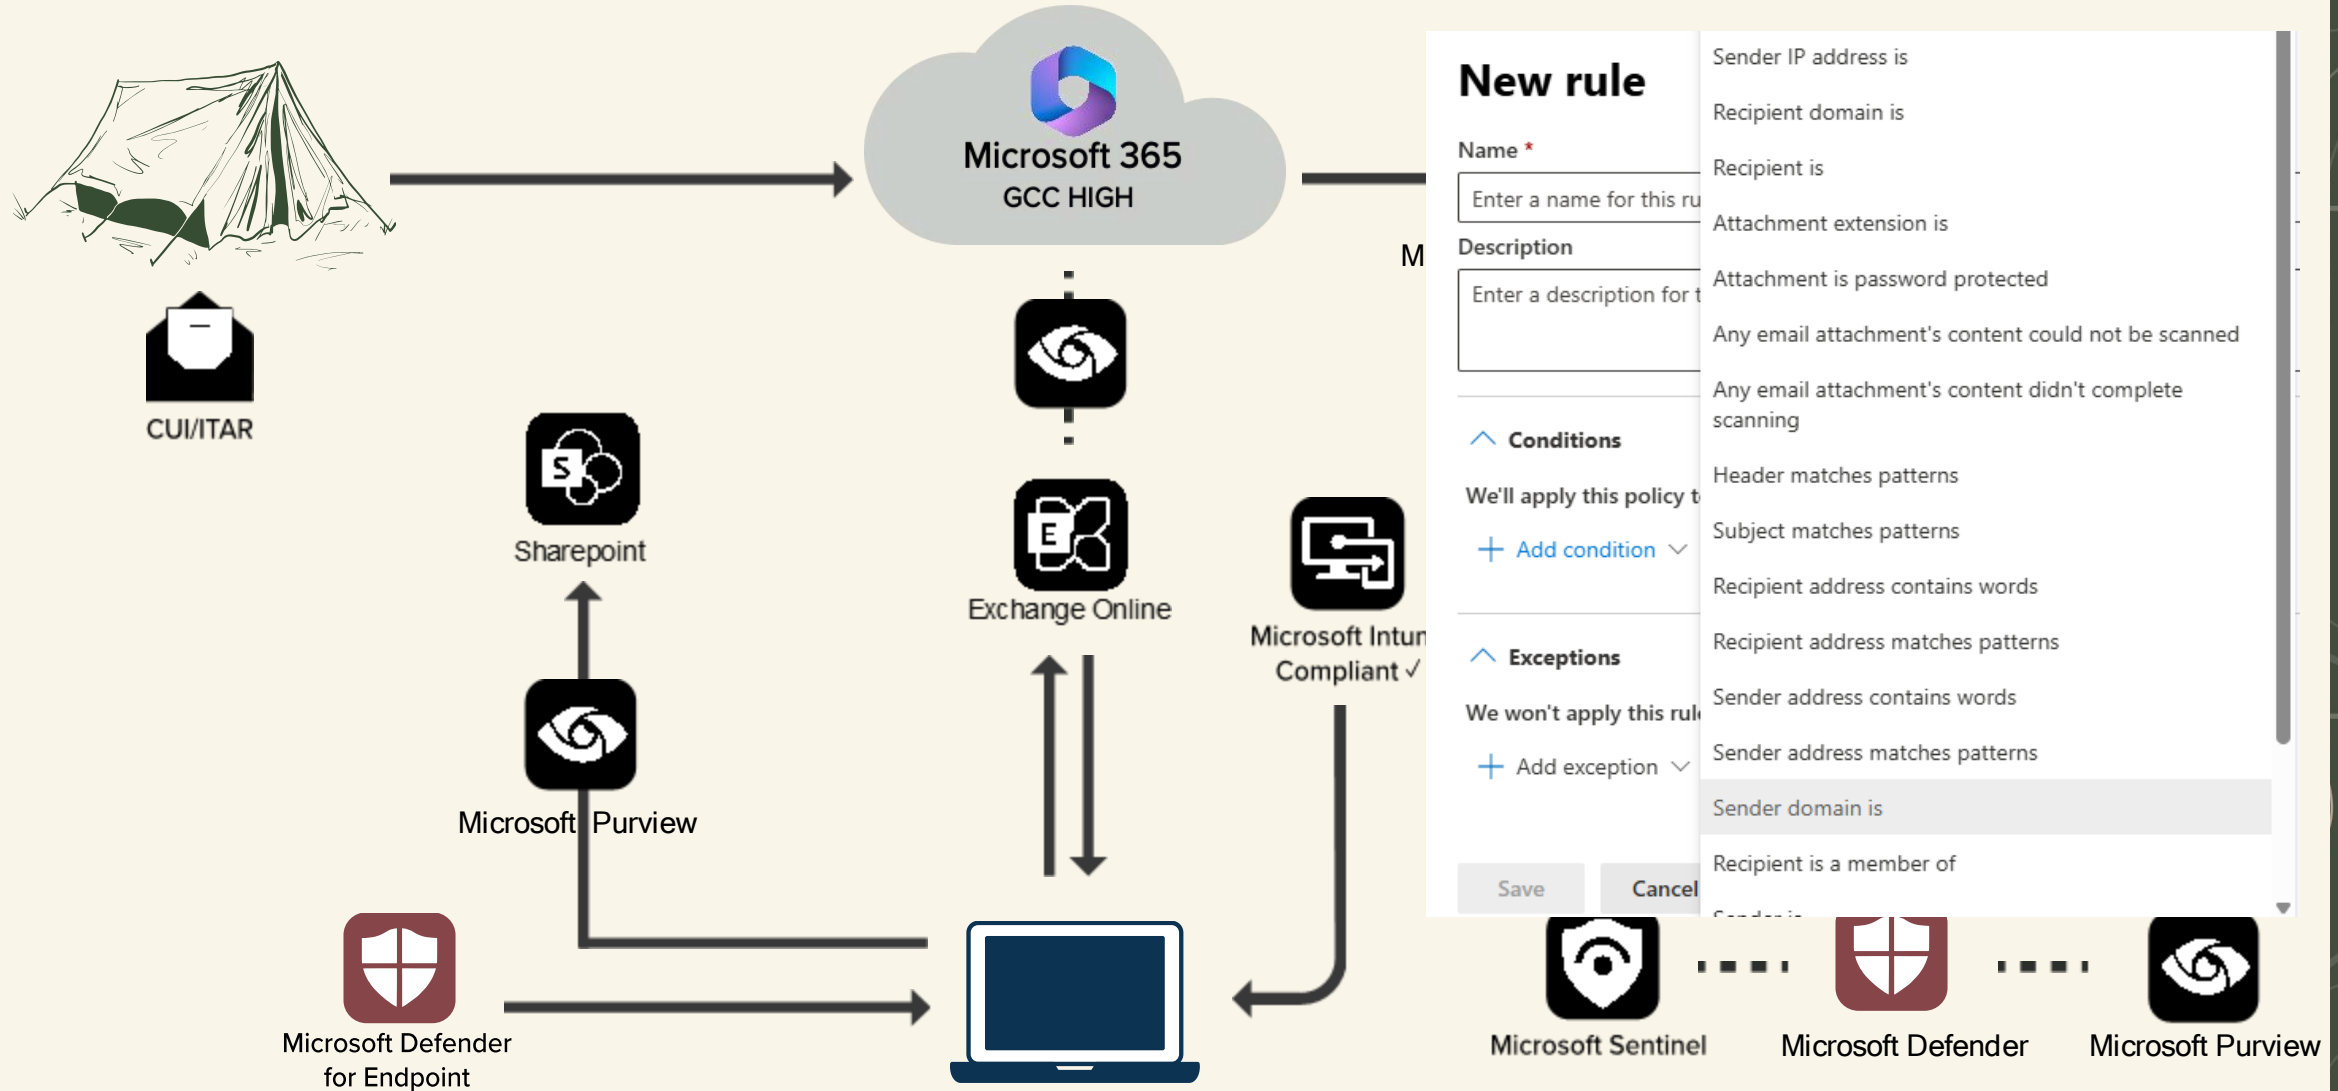 Microsoft 365
GCC HIGH
CUI/ITAR
Sharepoint
Exchange Online
Microsoft
Compliant ✓
Microsoft Purview
Microsoft Defender
for Endpoint
M
New rule
Name *
Enter a name for this
Description
Enter a description for
Conditions
We'll apply this policy
Add condition
Exceptions
We won't apply this
Add exception
Save
Cancel
Sender IP address is
Recipient domain is
Recipient is
Attachment extension is
Attachment is password protected
Any email attachment's content could not be scanned
Any email attachment's content didn't complete
scanning
Header matches patterns
Subject matches patterns
Recipient address contains words
Recipient address matches patterns
Sender address contains words
Sender address matches patterns
Sender domain is
Recipient is a member of
Microsoft Sentinel
Microsoft Defender
Microsoft Purview
S
E